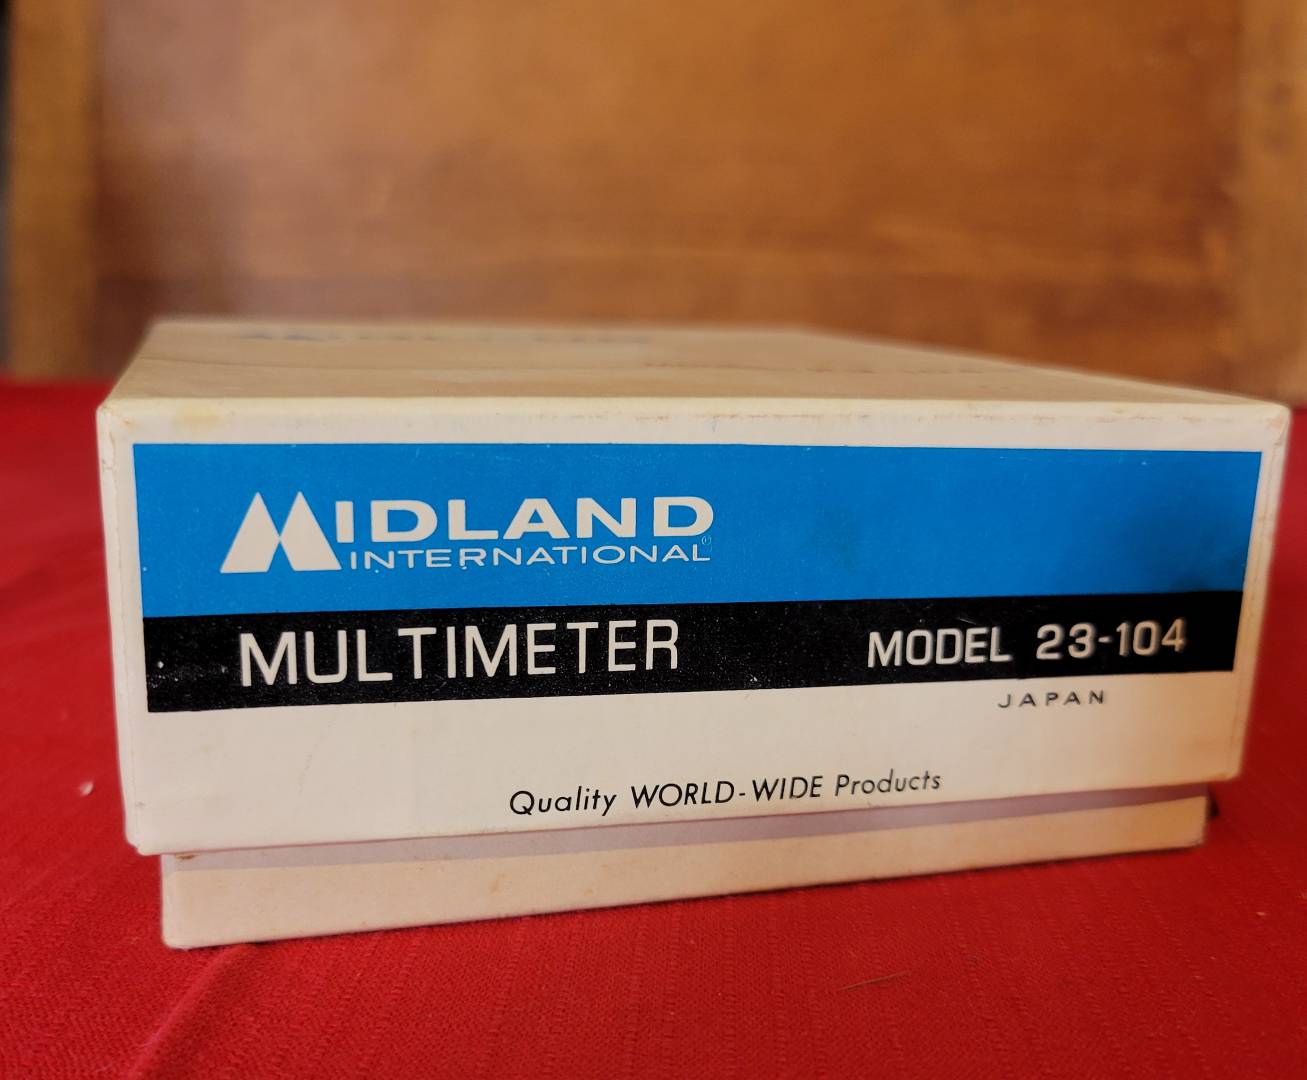 MIDLAND
INTERNATIONAL
MULTIMETER
MODEL 23-104
JAPAN
Quality WORLD-WIDE Products